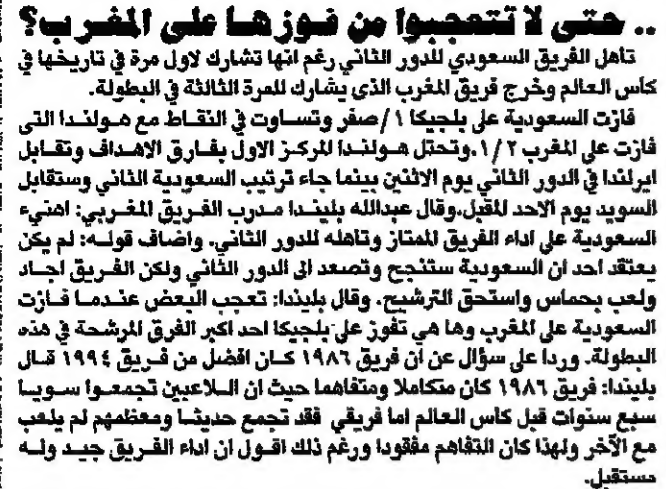 .. حتى لا تتعجبوا من فوزها على المغرب؟
تأهل الفريق السعودي للدور الثاني رغم انها تشارك لاول مرة في تاريخها في
كاس العالم وخرج فريق المغرب الذي يشارك للمرة الثالثة في البطولة.
فازت السعودية على بلجيكا ١/صفر وتساوت في النقاط مع هولندا التى
فازت على المغرب ١/٢.وتحتل هولندا المركز الاول بفارق الاهداف وتقابل
ايرلندا في الدور الثاني يوم الاثنين بينما جاء ترتيب السعودية الثاني وستقابل
السويد يوم الاحد المقبل.وقال عبدالله بليندا مدرب الفريق المغربي: اهنيء
السعودية على اداء الفريق الممتاز وتأهله للدور الثاني. واضاف قوله: لم يكن
يعتقد احد ان السعودية ستنجح وتصعد الى الدور الثاني ولكن الفريق اجاد
ولعب بحماس واستحق الترشيح. وقال بليندا: تعجب البعض عندما فازت
السعودية على المغرب وها هي تفوز على بلجيكا احد اكبر الفرق المرشحة في هذه
البطولة. وردا على سؤال عن ان فريق ١٩٨٦ كان افضل من فريق ١٩٩٤ قال
بليندا: فريق ١٩٨٦ كان متكاملا ومتفاهما حيث ان اللاعبين تجمعوا سويا
سبع سنوات قبل كأس العالم اما فريقي فقد تجمع حديثا ومعظمهم لم يلعب
مع الآخر ولهذا كان التفاهم مفقودا ورغم ذلك اقول ان اداء الفريق جيد وله
مستقبل.